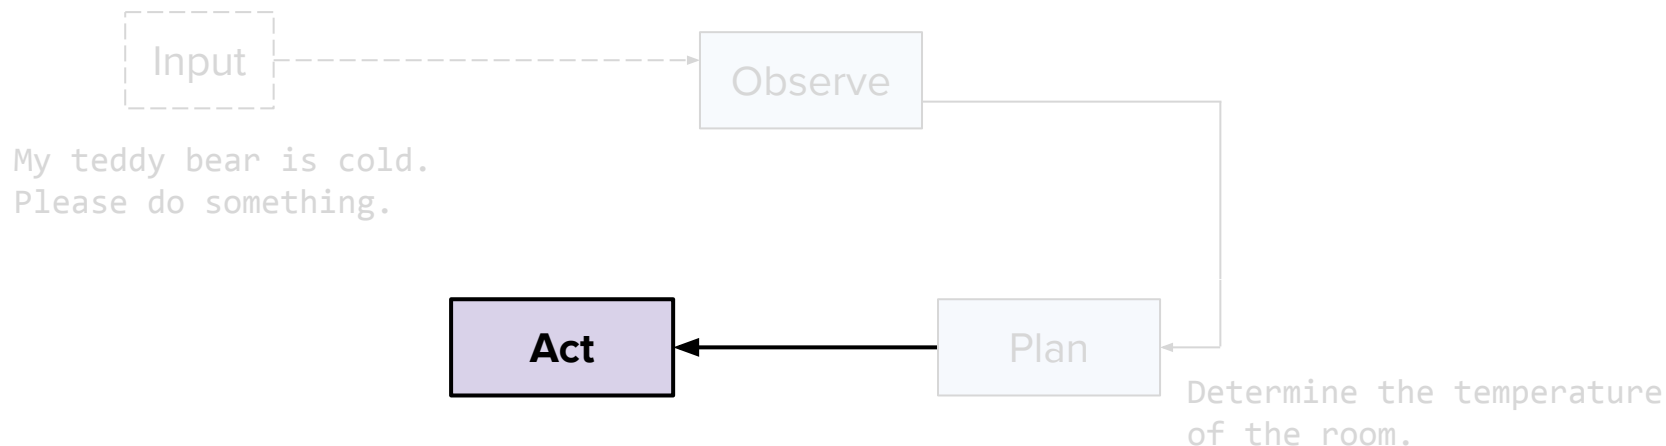 Input
Observe
My teddy bear is cold.
Please do something.
Act
Plan
Determine the temperature
of the room.